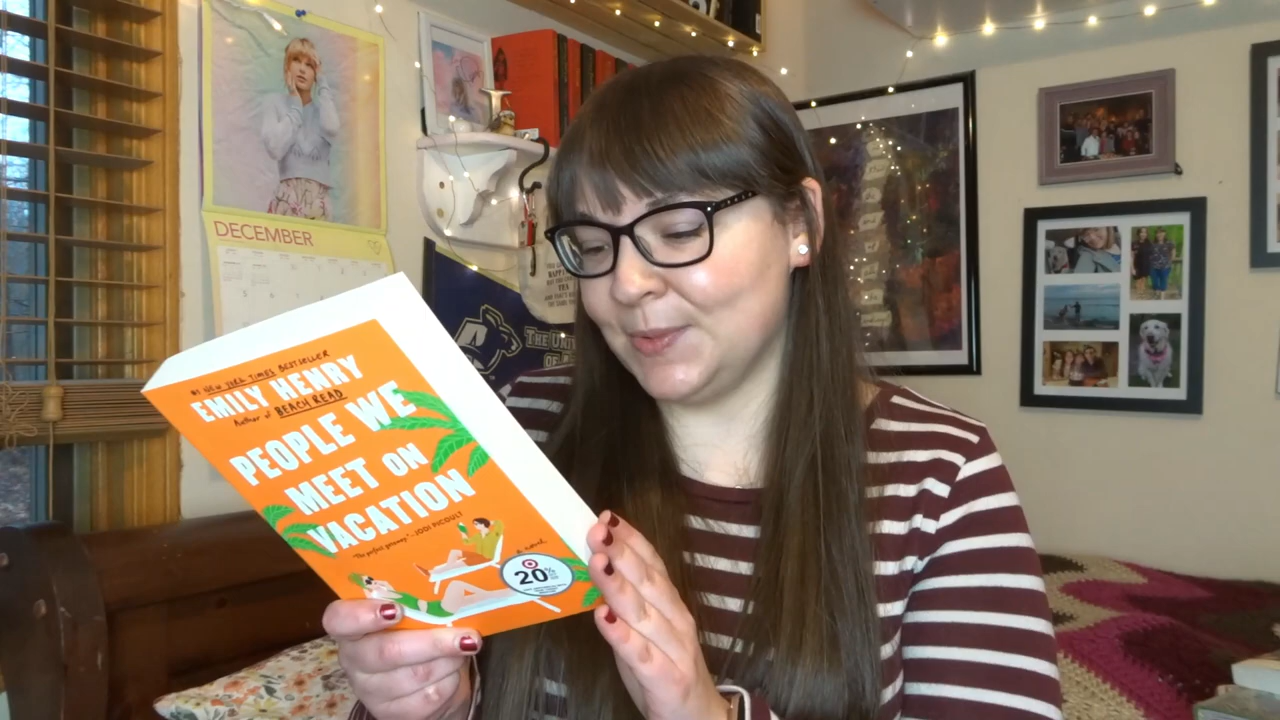 DECEMBER
THE UNIV
OF
#1 NEW YORK TIMES BESTSELLER
EMILY HENRY
Author of BEACH READ
PEOPLE WE
MEET ON
VACATION
"The perfect getaway." —JODI PICOULT
a novel
20%